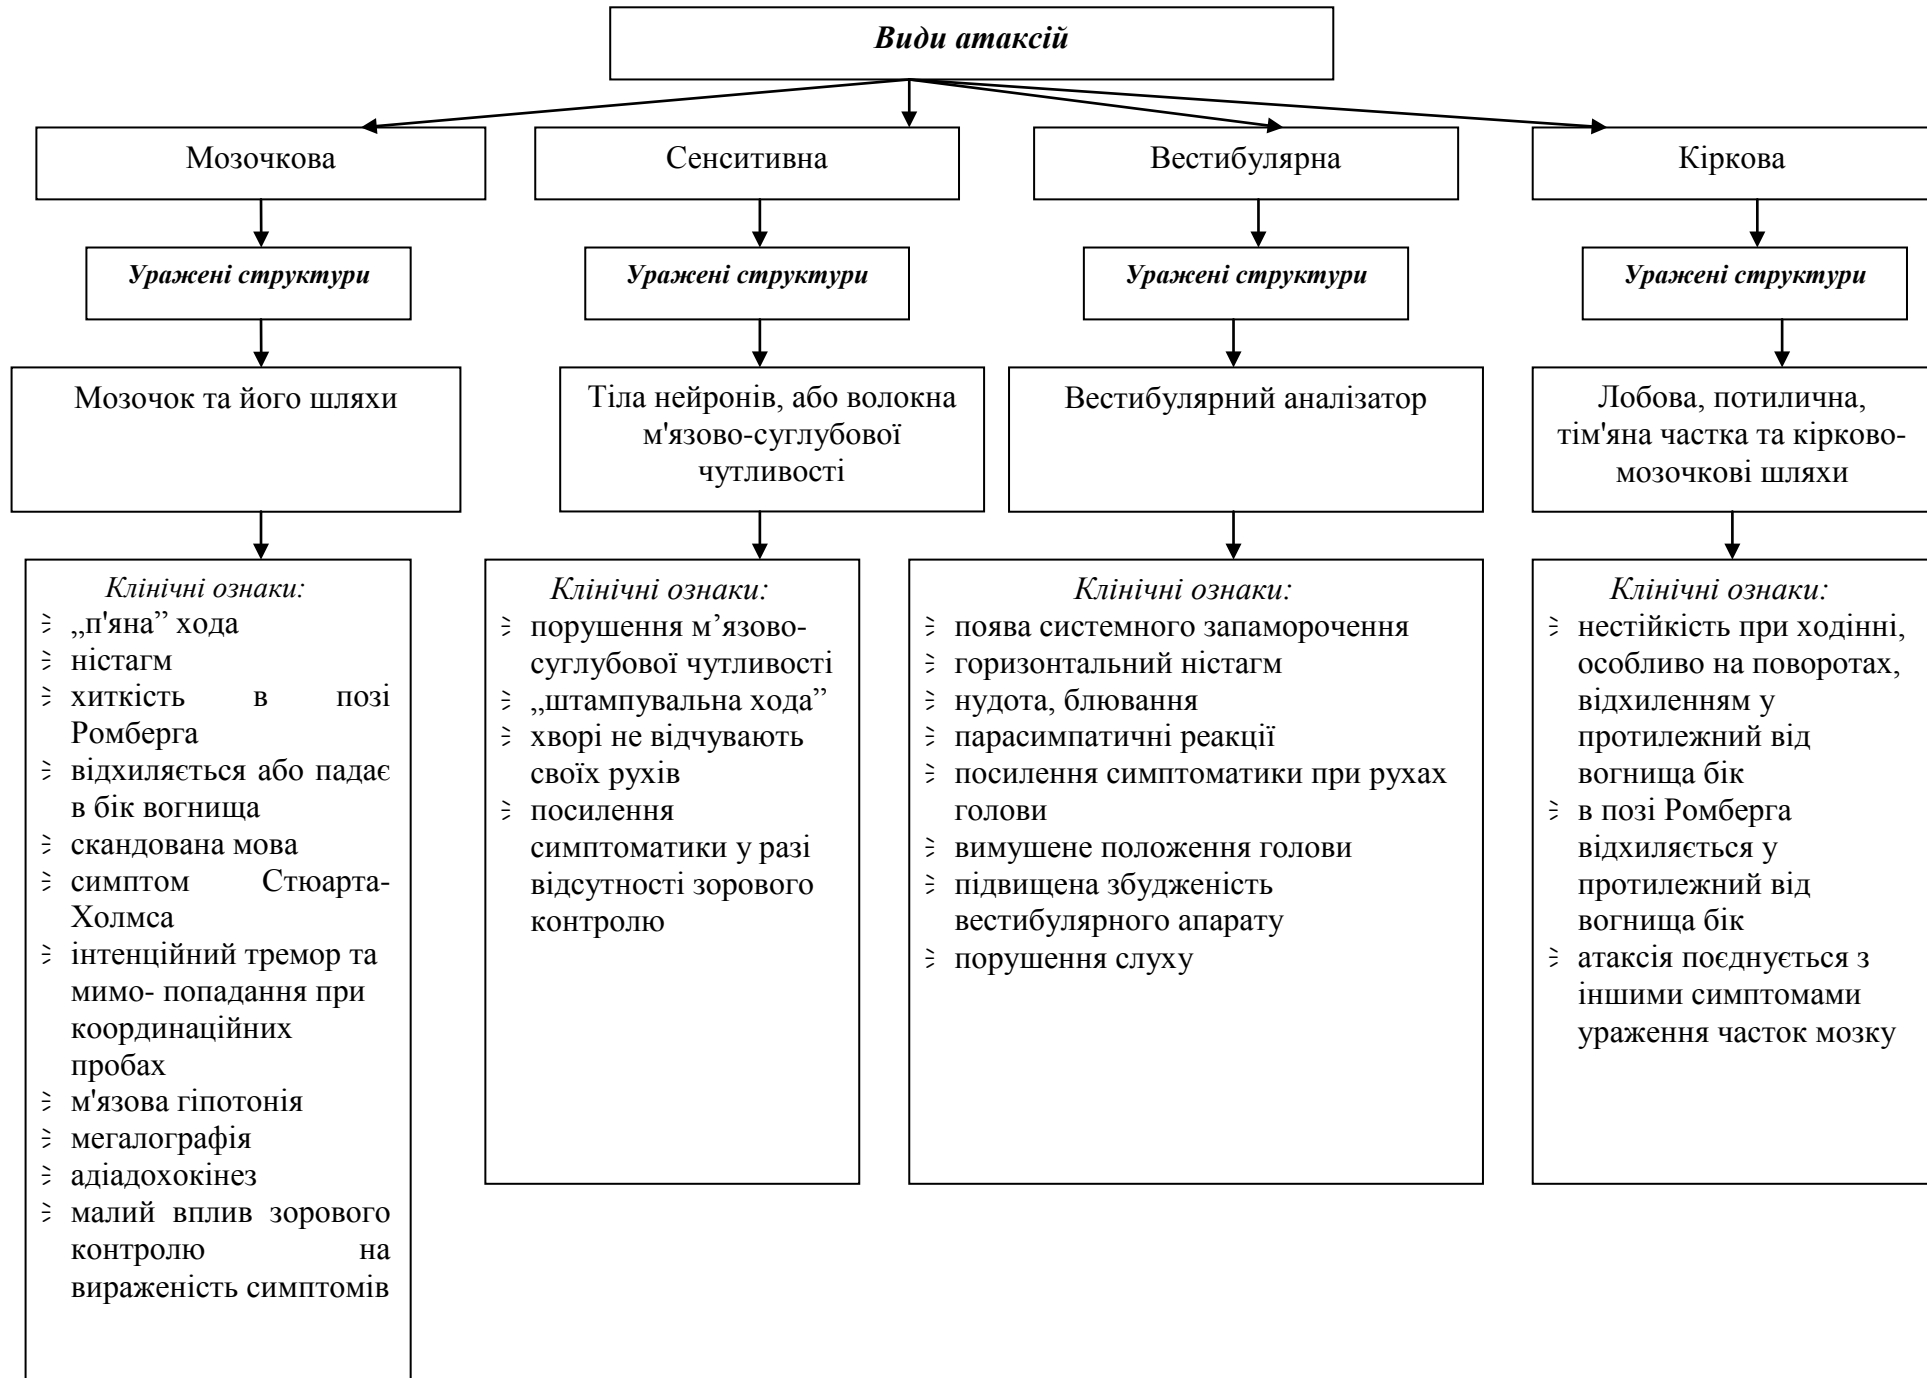 Види атаксій
Мозочкова
Сенситивна
Вестибулярна
Кіркова
Уражені структури
Уражені структури
Уражені структури
Уражені структури
Мозочок та його шляхи
Тіла нейронів, або волокна
м'язово-суглубової
чутливості
Вестибулярний аналізатор
Лобова, потилична,
тім'яна частка та кірково-
мозочкові шляхи
Клінічні ознаки:
„п'яна” хода
ністагм
хиткість в позі
Ромберга
відхиляється або падає
в бік вогнища
скандована мова
симптом Стюарта-
Холмса
інтенційний тремор та
мимо- попадання при
координаційних
пробах
м'язова гіпотонія
мегалографія
адіадохокінез
малий вплив зорового
контролю на
вираженість симптомів
Клінічні ознаки:
порушення м’язово-
суглубової чутливості
„штампувальна хода”
хворі не відчувають
своїх рухів
посилення
симптоматики у разі
відсутності зорового
контролю
Клінічні ознаки:
поява системного запаморочення
горизонтальний ністагм
нудота, блювання
парасимпатичні реакції
посилення симптоматики при рухах
голови
вимушене положення голови
підвищена збудженість
вестибулярного апарату
порушення слуху
Клінічні ознаки:
нестійкість при ходінні,
особливо на поворотах,
відхиленням у
протилежний від
вогнища бік
в позі Ромберга
відхиляється у
протилежний від
вогнища бік
атаксія поєднується з
іншими симптомами
ураження часток мозку